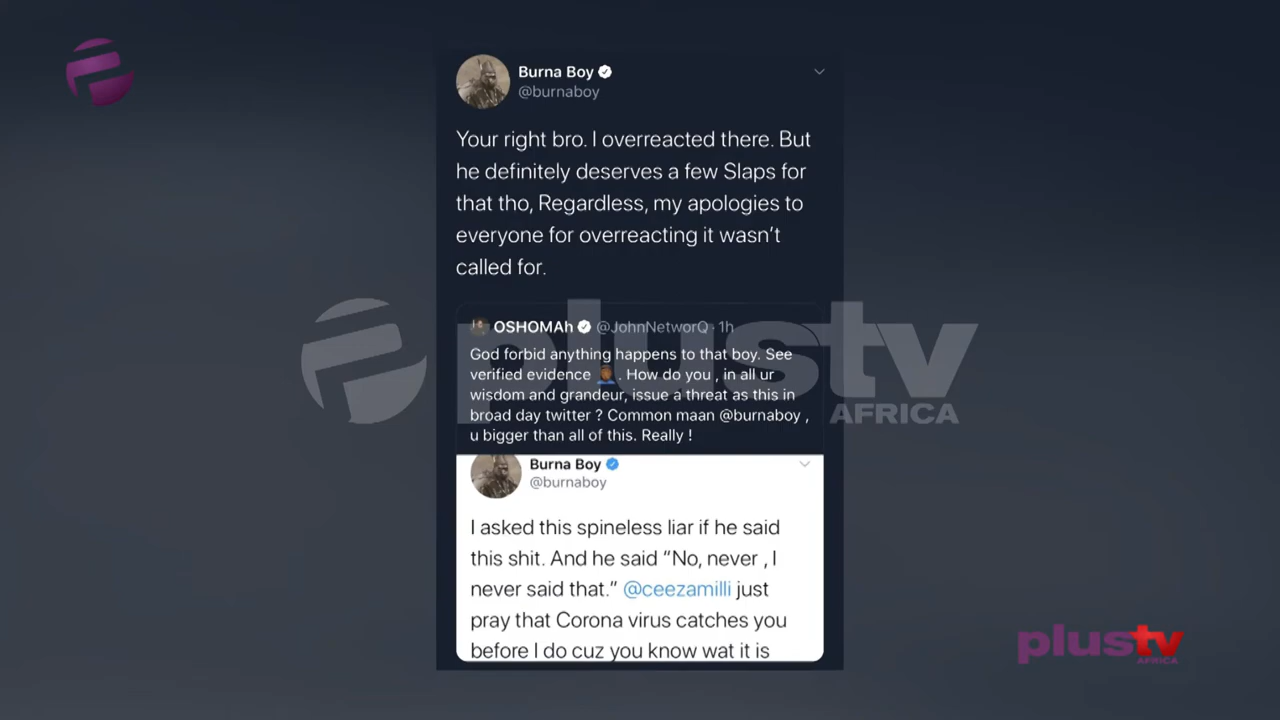 Burna Boy
@burnaboy
Your right bro. I overreacted there. But
he definitely deserves a few Slaps for
that tho, Regardless, my apologies to
everyone for overreacting it wasn't
called for.
OSHOMAh @JohnNetworQ · 1h
God forbid anything happens to that boy. See
verified evidence 🤦🏾. How do you , in all ur
wisdom and grandeur, issue a threat as this in
broad day twitter ? Common maan @burnaboy ,
u bigger than all of this. Really !
plustv
AFRICA
Burna Boy
@burnaboy
I asked this spineless liar if he said
this shit. And he said “No, never , I
never said that.” @ceezamilli just
pray that Corona virus catches you
before I do cuz you know wat it is
plustv
AFRICA